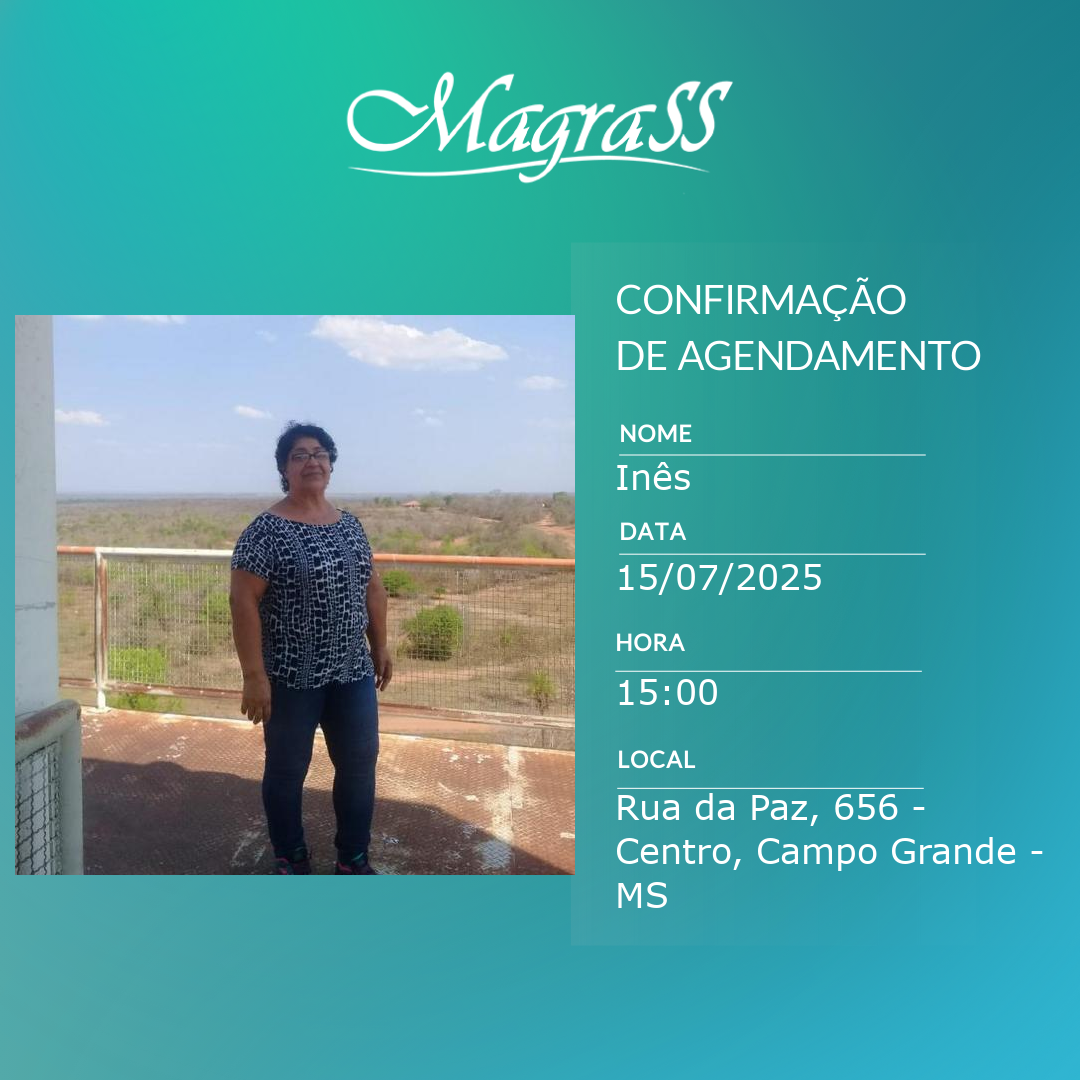 Magrass
CONFIRMAÇÃO
DE AGENDAMENTO
NOME
Inês
DATA
15/07/2025
HORA
15:00
LOCAL
Rua da Paz, 656 -
Centro, Campo Grande -
MS